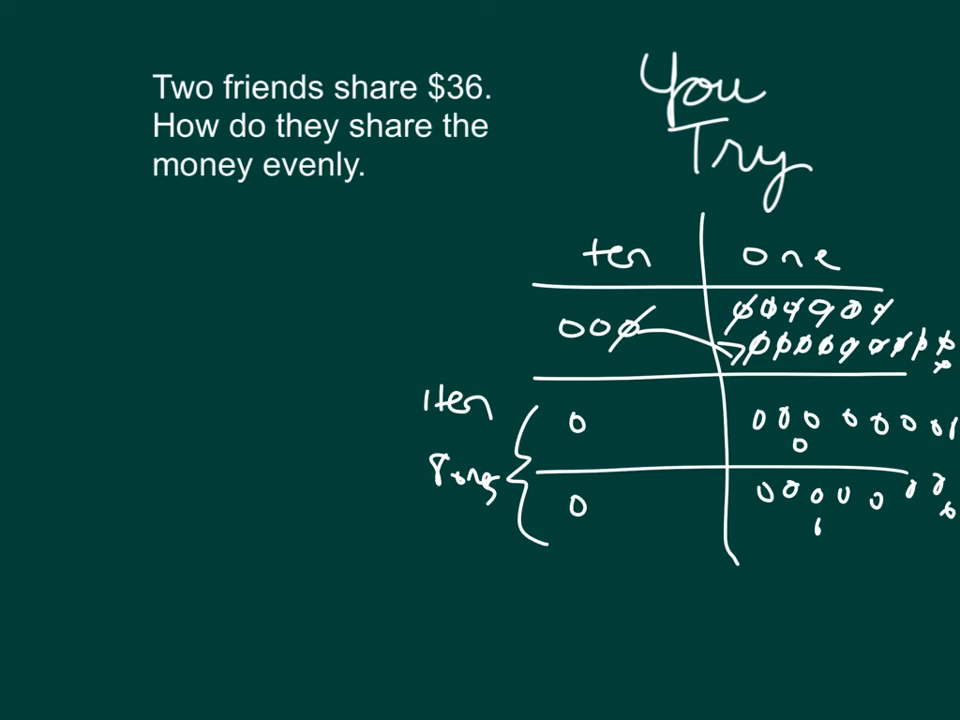 Two friends share $36.
How do they share the
money evenly.
You
Try
ten one
1 ten
8 ones